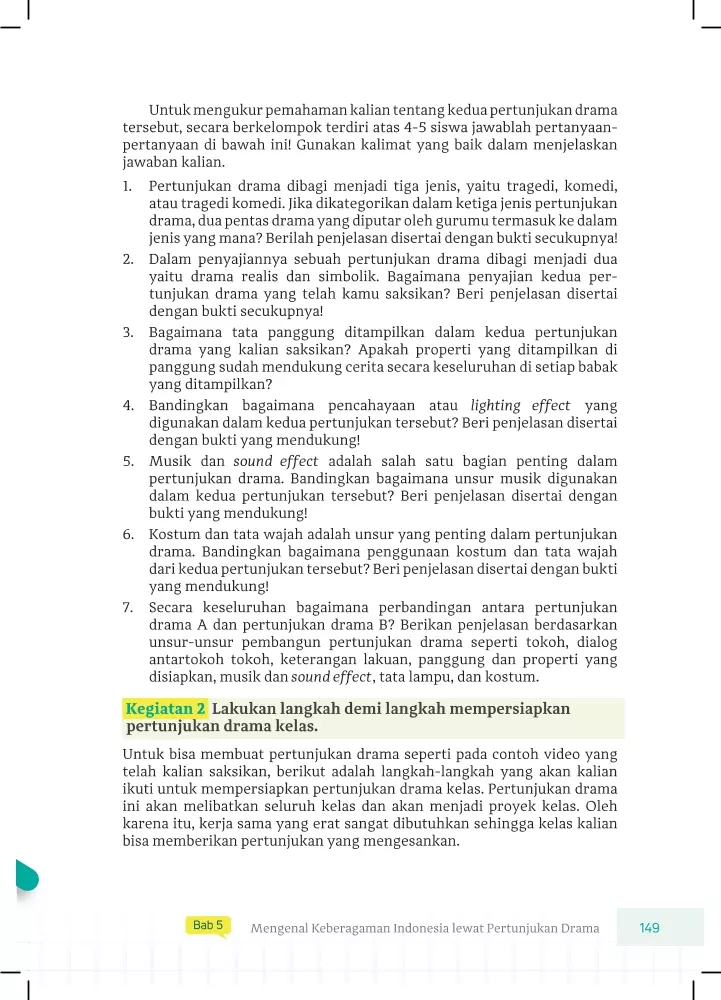 Untuk mengukur pemahaman kalian tentang kedua pertunjukan drama
tersebut, secara berkelompok terdiri atas 4-5 siswa jawablah pertanyaan-
pertanyaan di bawah ini! Gunakan kalimat yang baik dalam menjelaskan
jawaban kalian.
1. Pertunjukan drama dibagi menjadi tiga jenis, yaitu tragedi, komedi,
atau tragedi komedi. Jika dikategorikan dalam ketiga jenis pertunjukan
drama, dua pentas drama yang diputar oleh gurumu termasuk ke dalam
jenis yang mana? Berilah penjelasan disertai dengan bukti secukupnya!
2. Dalam penyajiannya sebuah pertunjukan drama dibagi menjadi dua
yaitu drama realis dan simbolik. Bagaimana penyajian kedua per-
tunjukan drama yang telah kamu saksikan? Beri penjelasan disertai
dengan bukti secukupnya!
3. Bagaimana tata panggung ditampilkan dalam kedua pertunjukan
drama yang kalian saksikan? Apakah properti yang ditampilkan di
panggung sudah mendukung cerita secara keseluruhan di setiap babak
yang ditampilkan?
4. Bandingkan bagaimana pencahayaan atau lighting effect yang
digunakan dalam kedua pertunjukan tersebut? Beri penjelasan disertai
dengan bukti yang mendukung!
5. Musik dan sound effect adalah salah satu bagian penting dalam
pertunjukan drama. Bandingkan bagaimana unsur musik digunakan
dalam kedua pertunjukan tersebut? Beri penjelasan disertai dengan
bukti yang mendukung!
6. Kostum dan tata wajah adalah unsur yang penting dalam pertunjukan
drama. Bandingkan bagaimana penggunaan kostum dan tata wajah
dari kedua pertunjukan tersebut? Beri penjelasan disertai dengan bukti
yang mendukung!
7. Secara keseluruhan bagaimana perbandingan antara pertunjukan
drama A dan pertunjukan drama B? Berikan penjelasan berdasarkan
unsur-unsur pembangun pertunjukan drama seperti tokoh, dialog
antartokoh tokoh, keterangan lakuan, panggung dan properti yang
disiapkan, musik dan sound effect, tata lampu, dan kostum.
Kegiatan 2 Lakukan langkah demi langkah mempersiapkan
pertunjukan drama kelas.
Untuk bisa membuat pertunjukan drama seperti pada contoh video yang
telah kalian saksikan, berikut adalah langkah-langkah yang akan kalian
ikuti untuk mempersiapkan pertunjukan drama kelas. Pertunjukan drama
ini akan melibatkan seluruh kelas dan akan menjadi proyek kelas. Oleh
karena itu, kerja sama yang erat sangat dibutuhkan sehingga kelas kalian
bisa memberikan pertunjukan yang mengesankan.
Bab 5 Mengenal Keberagaman Indonesia lewat Pertunjukan Drama 149